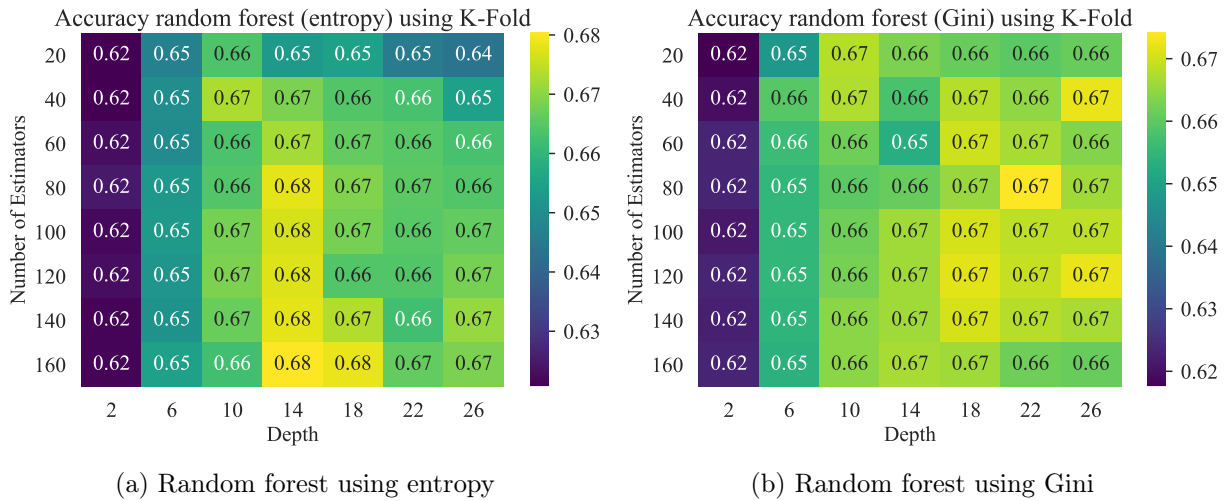 Accuracy random forest (entropy) using K-Fold
Number of Estimators
20 0.62 0.65 0.66 0.65 0.65 0.65 0.64
40 0.62 0.65 0.67 0.67 0.66 0.66 0.65
60 0.62 0.65 0.66 0.67 0.67 0.66 0.66
80 0.62 0.65 0.66 0.68 0.67 0.67 0.66
100 0.62 0.65 0.67 0.68 0.67 0.66 0.67
120 0.62 0.65 0.67 0.68 0.66 0.66 0.67
140 0.62 0.65 0.67 0.68 0.67 0.66 0.67
160 0.62 0.65 0.66 0.68 0.68 0.67 0.67
2 6 10 14 18 22 26
Depth
0.68
0.67
0.66
0.65
0.64
0.63
(a) Random forest using entropy
Accuracy random forest (Gini) using K-Fold
Number of Estimators
20 0.62 0.65 0.67 0.66 0.66 0.66 0.66
40 0.62 0.66 0.67 0.66 0.67 0.66 0.67
60 0.62 0.66 0.66 0.65 0.67 0.67 0.66
80 0.62 0.65 0.66 0.66 0.67 0.67 0.67
100 0.62 0.65 0.66 0.67 0.67 0.67 0.67
120 0.62 0.65 0.66 0.67 0.67 0.67 0.67
140 0.62 0.65 0.66 0.67 0.67 0.67 0.67
160 0.62 0.65 0.66 0.67 0.67 0.66 0.66
2 6 10 14 18 22 26
Depth
0.67
0.66
0.65
0.64
0.63
0.62
(b) Random forest using Gini